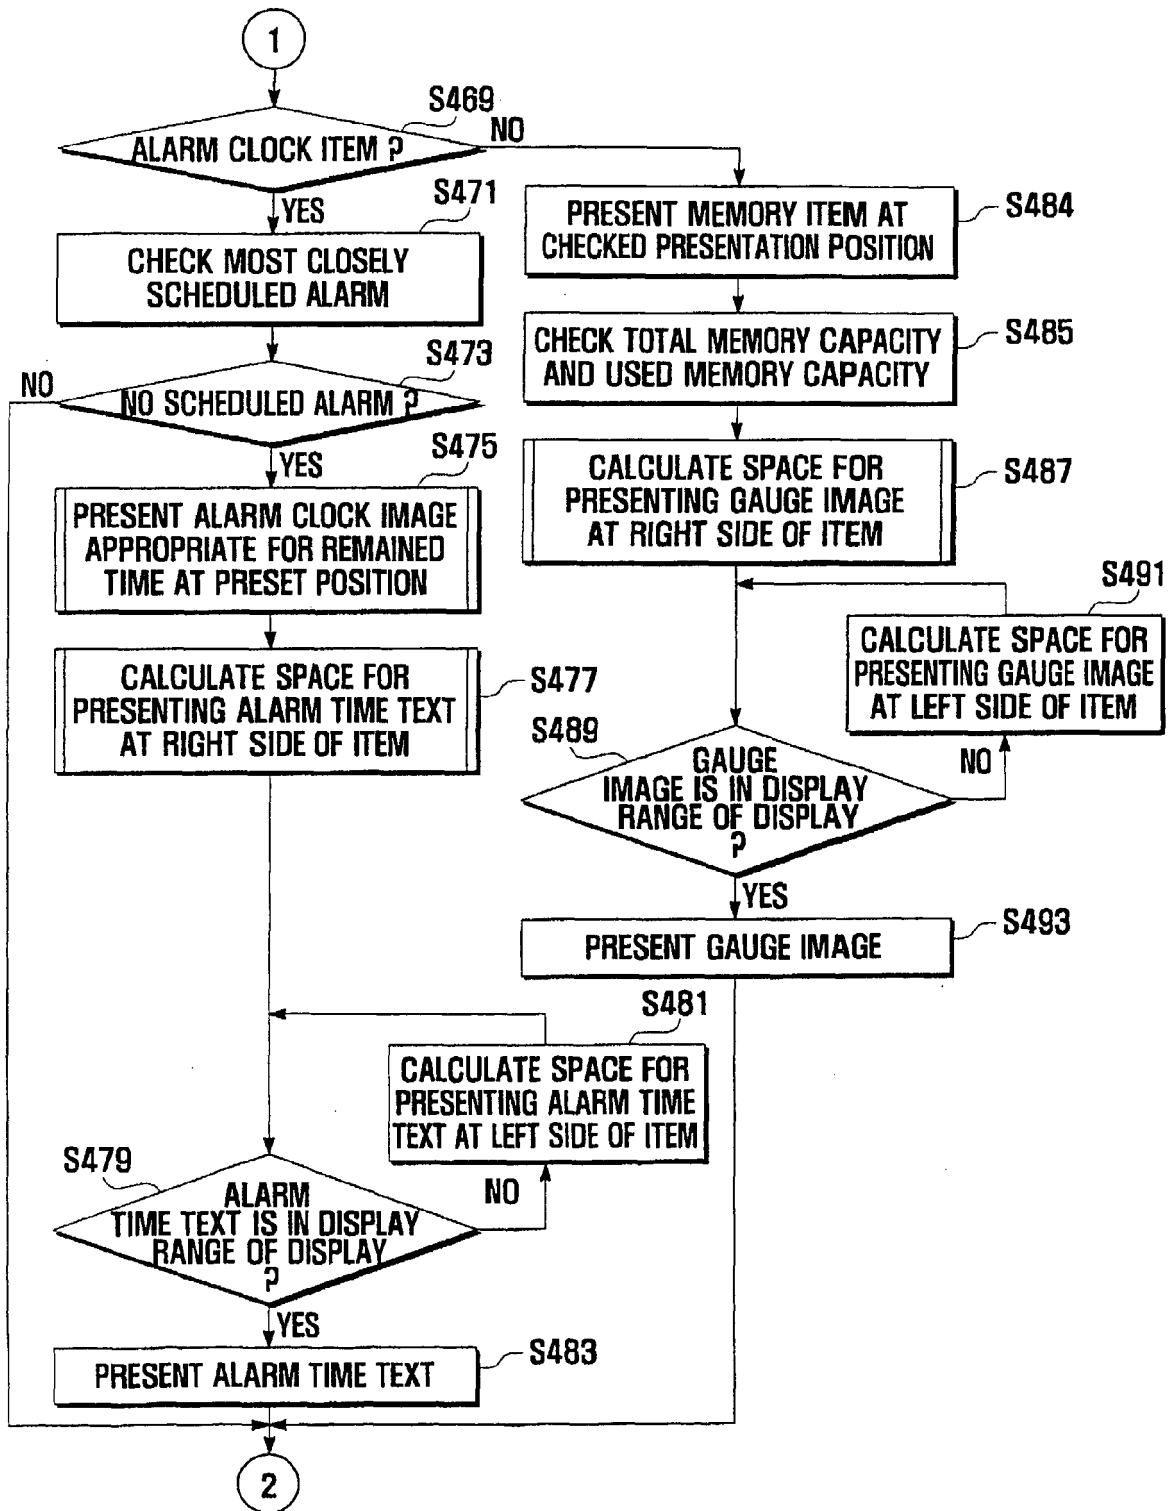 1
S469
ALARM CLOCK ITEM ?
NO
YES
S471
CHECK MOST CLOSELY
SCHEDULED ALARM
S484
PRESENT MEMORY ITEM AT
CHECKED PRESENTATION POSITION
S485
CHECK TOTAL MEMORY CAPACITY
AND USED MEMORY CAPACITY
S473
NO
NO SCHEDULED ALARM ?
YES
S475
PRESENT ALARM CLOCK IMAGE
APPROPRIATE FOR REMAINED
TIME AT PRESET POSITION
S487
CALCULATE SPACE FOR
PRESENTING GAUGE IMAGE
AT RIGHT SIDE OF ITEM
S491
CALCULATE SPACE FOR
PRESENTING GAUGE IMAGE
AT LEFT SIDE OF ITEM
S477
CALCULATE SPACE FOR
PRESENTING ALARM TIME TEXT
AT RIGHT SIDE OF ITEM
S489
GAUGE
IMAGE IS IN DISPLAY
RANGE OF DISPLAY
?
NO
YES
S493
PRESENT GAUGE IMAGE
S481
CALCULATE SPACE FOR
PRESENTING ALARM TIME
TEXT AT LEFT SIDE OF ITEM
S479
ALARM
TIME TEXT IS IN DISPLAY
RANGE OF DISPLAY
?
NO
YES
S483
PRESENT ALARM TIME TEXT
2